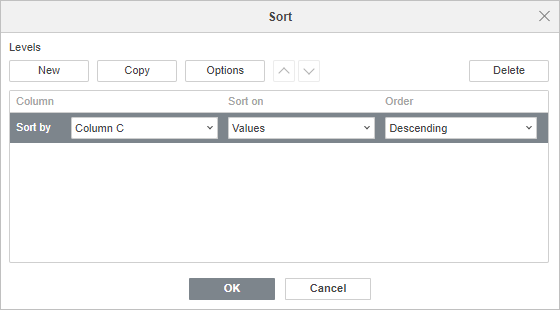 Sort
Levels
New Copy Options Delete
Column Sort on Order
Sort by Column C Values Descending
OK Cancel